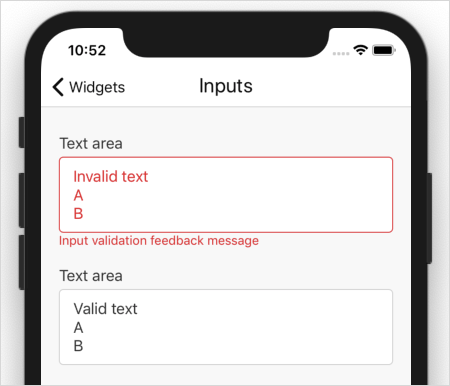 10:52
Widgets
Inputs
Text area
Invalid text
A
B
Input validation feedback message
Text area
Valid text
A
B